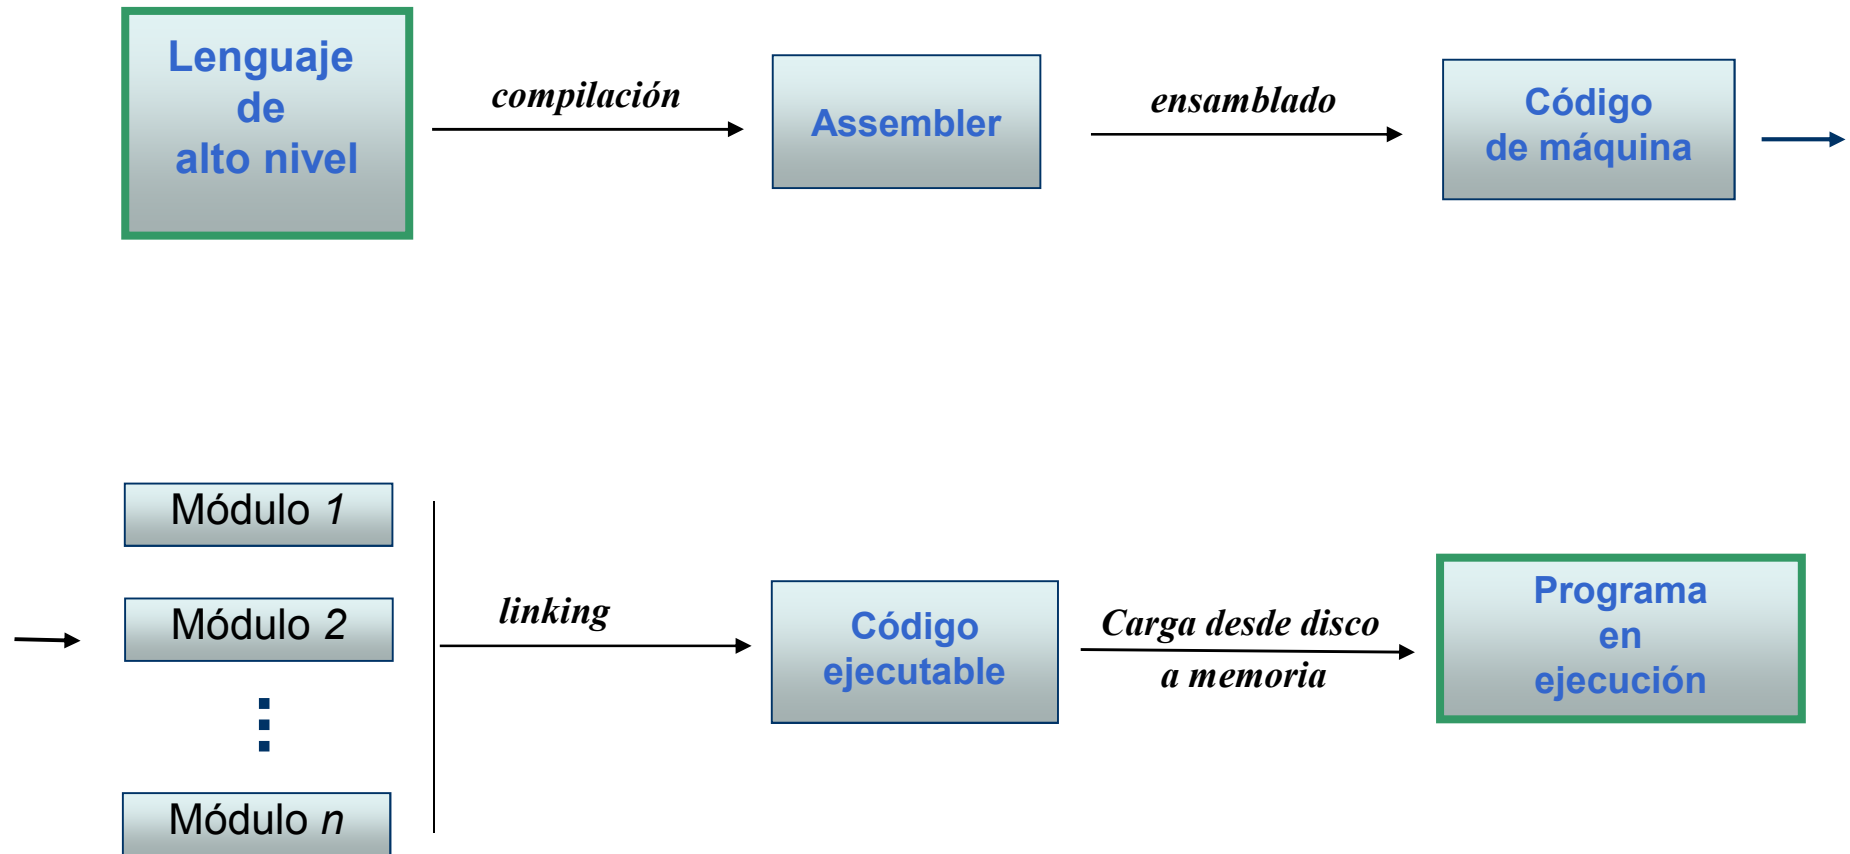 Lenguaje
de
alto nivel
compilación
Assembler
ensamblado
Código
de máquina
Módulo 1
Módulo 2
Módulo n
linking
Código
ejecutable
Carga desde disco
a memoria
Programa
en
ejecución